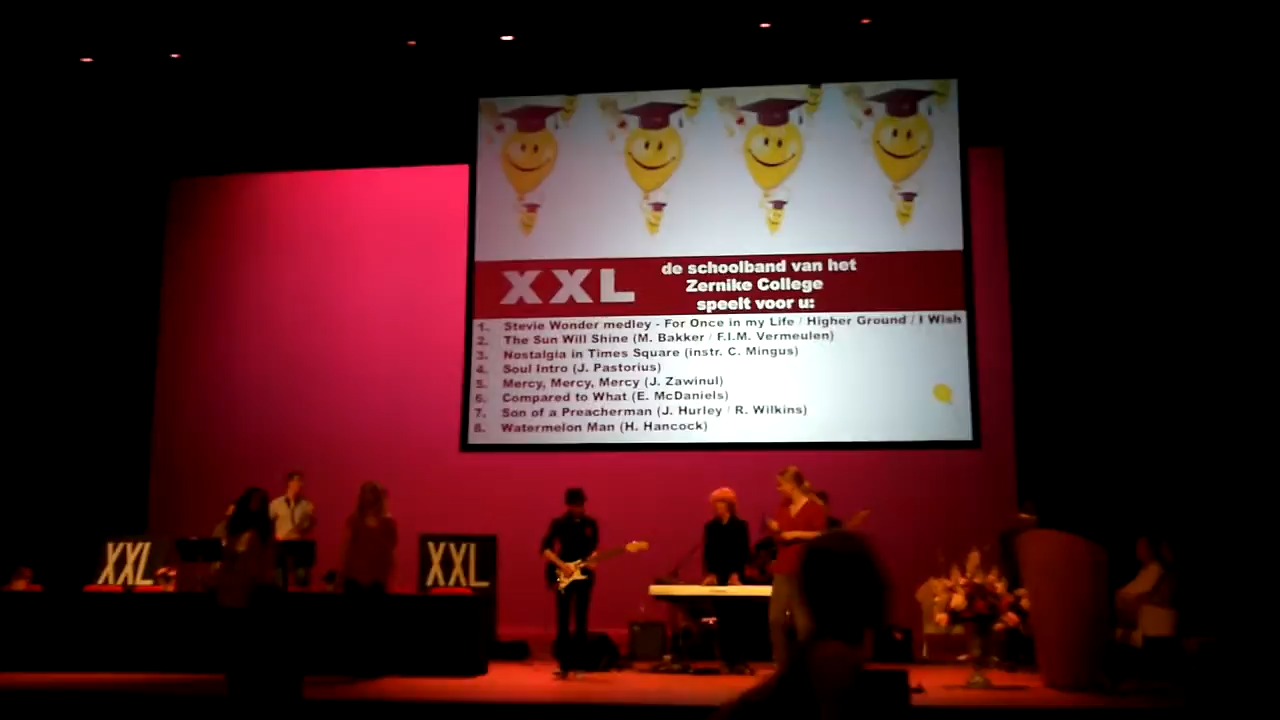 XXL
de schoolband van het
Zernike College
speelt voor u:
1. Stevie Wonder medley - For Once in my Life / Higher Ground / I Wish
2. The Sun Will Shine (M. Bakker / F.I.M. Vermeulen)
3. Nostalgia in Times Square (instr. C. Mingus)
4. Soul Intro (J. Pastorius)
5. Mercy, Mercy, Mercy (J. Zawinul)
6. Compared to What (E. McDaniels)
7. Son of a Preacherman (J. Hurley / R. Wilkins)
8. Watermelon Man (H. Hancock)
XXL
XXL